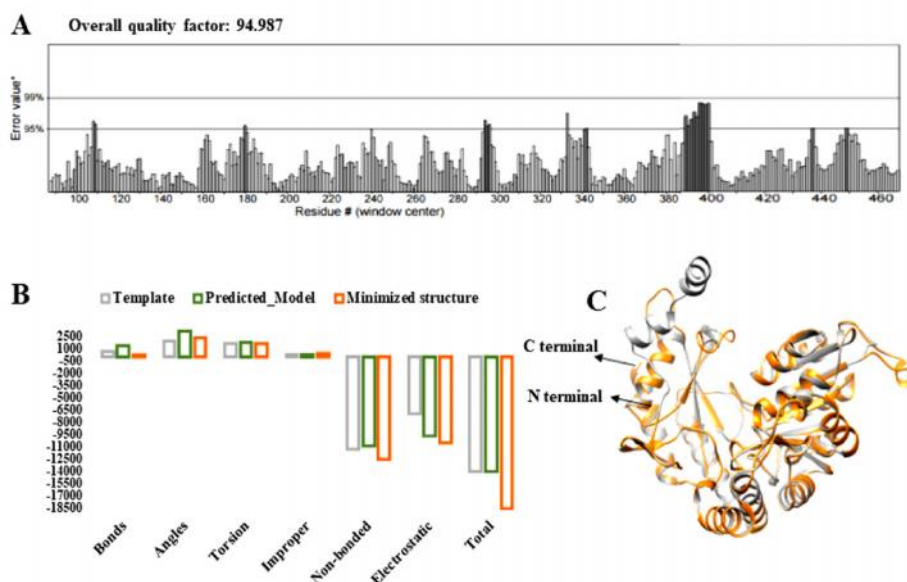 A
Overall quality factor: 94.987
Error value*
99%
95%
100 120 140 160 180 200 220 240 260 280 300 320 340 360 380 400 420 440 460
Residue # (window center)
B
Template Predicted_Model Minimized structure
2500
1000
-500
-2000
-3500
-5000
-6500
-8000
-9500
-11000
-12500
-14000
-15500
-17000
-18500
Bonds Angles Torsion Improper Non-bonded Electrostatic Total
C
C terminal
N terminal